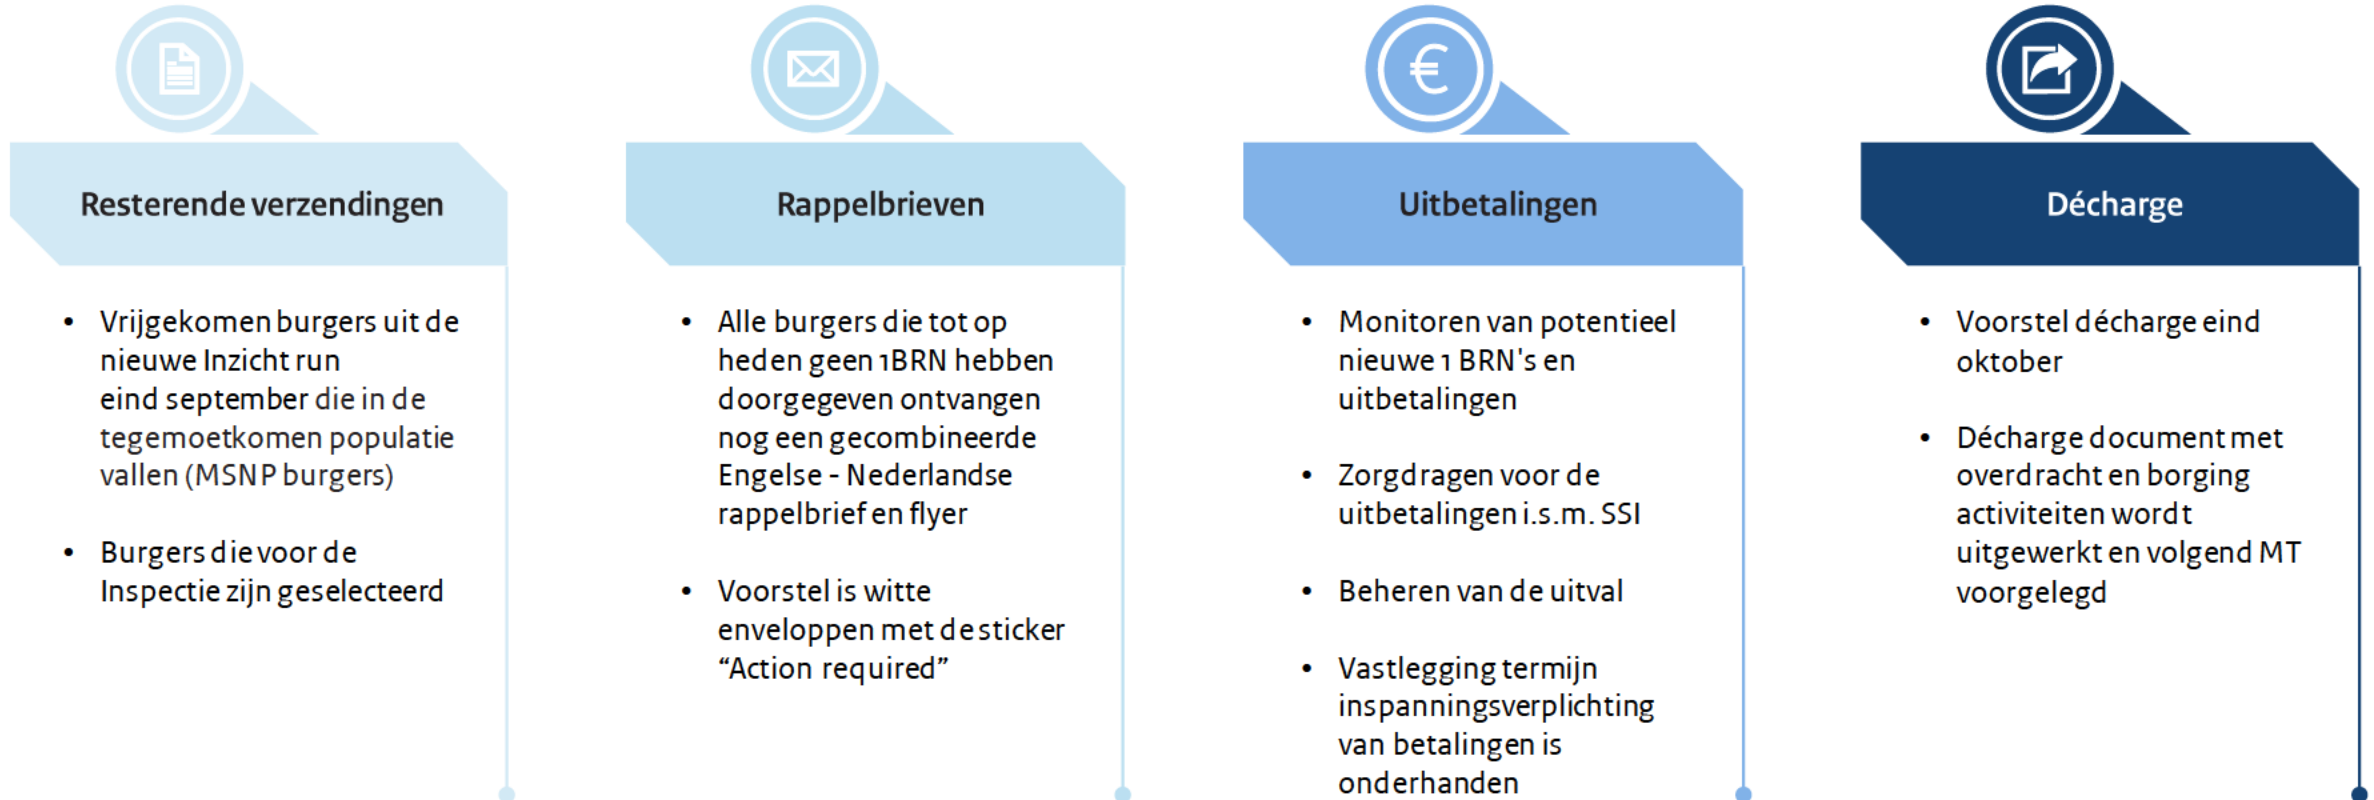 Resterende verzendingen
• Vrijgekomen burgers uit de
nieuwe Inzicht run
eind september die in de
tegemoetkomen populatie
vallen (MSNP burgers)
• Burgers die voor de
Inspectie zijn geselecteerd
Rappelbrieven
• Alle burgers die tot op
heden geen 1BRN hebben
doorgegeven ontvangen
nog een gecombineerde
Engelse - Nederlandse
rappelbrief en flyer
• Voorstel is witte
enveloppen met de sticker
“Action required”
€
Uitbetalingen
• Monitoren van potentieel
nieuwe 1 BRN's en
uitbetalingen
• Zorgdragen voor de
uitbetalingen i.s.m. SSI
• Beheren van de uitval
• Vastlegging termijn
inspanningsverplichting
van betalingen is
onderhanden
Décharge
• Voorstel décharge eind
oktober
• Décharge document met
overdracht en borging
activiteiten wordt
uitgewerkt en volgend MT
voorgelegd